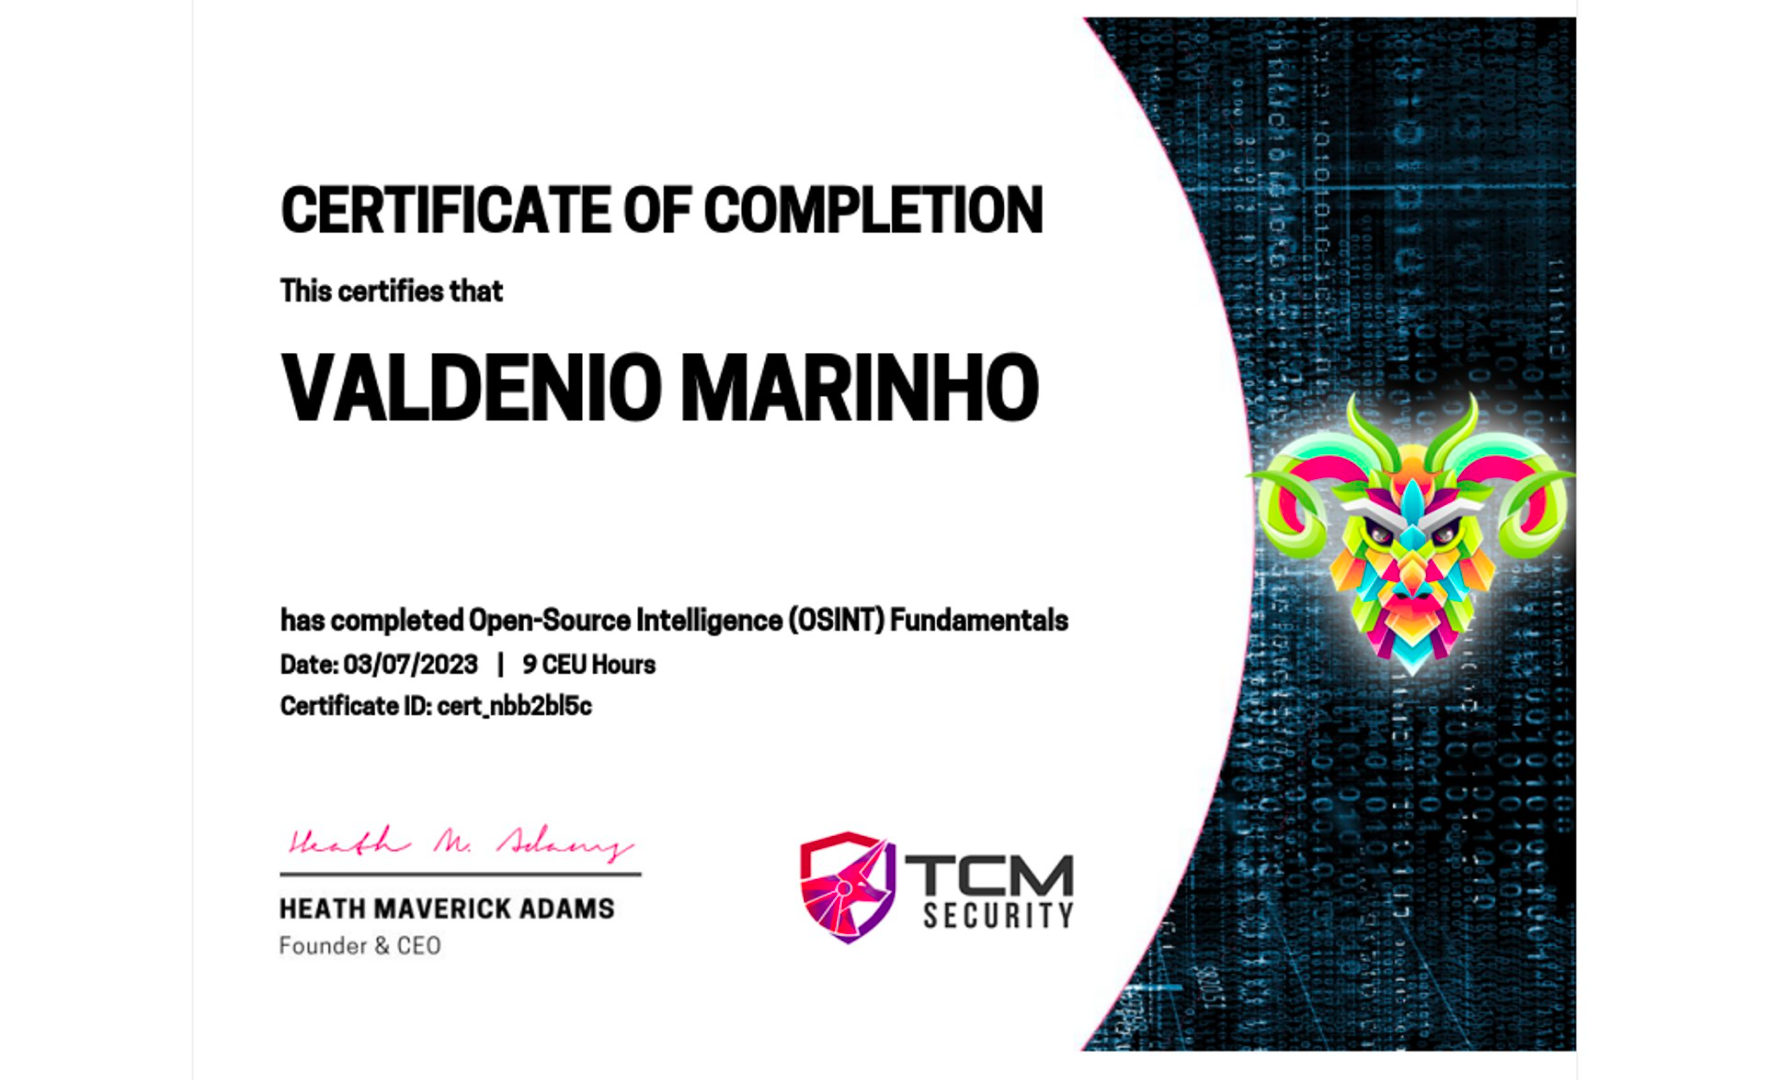 CERTIFICATE OF COMPLETION
This certifies that
VALDENIO MARINHO
has completed Open-Source Intelligence (OSINT) Fundamentals
Date: 03/07/2023 | 9 CEU Hours
Certificate ID: cert_nbb2bl5c
Heath M. Adams
HEATH MAVERICK ADAMS
Founder & CEO
TCM
SECURITY